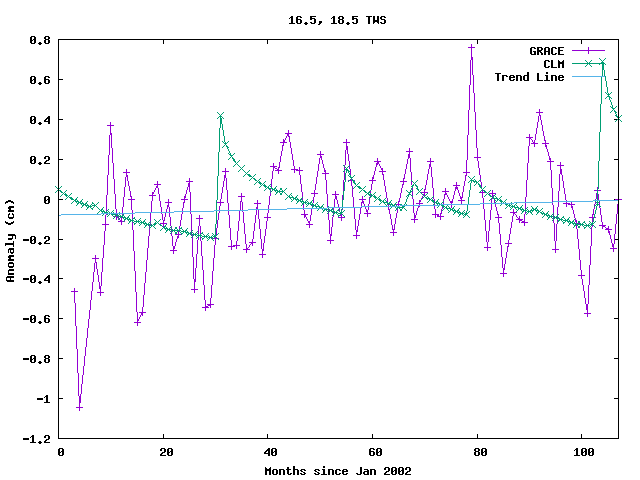 16.5, 18.5 TWS
GRACE
CLM
Trend Line
0.8
0.6
0.4
0.2
0
-0.2
-0.4
-0.6
-0.8
-1
-1.2
Anomaly (cm)
0 20 40 60 80 100
Months since Jan 2002